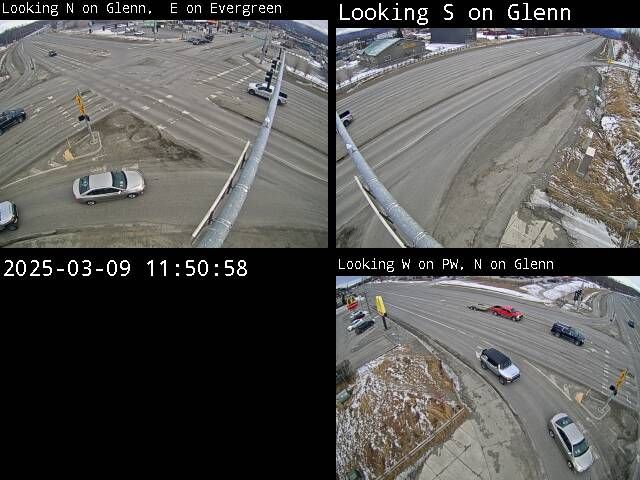 Looking N on Glenn,  E on Evergreen
Looking S on Glenn
2025-03-09 11:50:58
Looking W on PW, N on Glenn